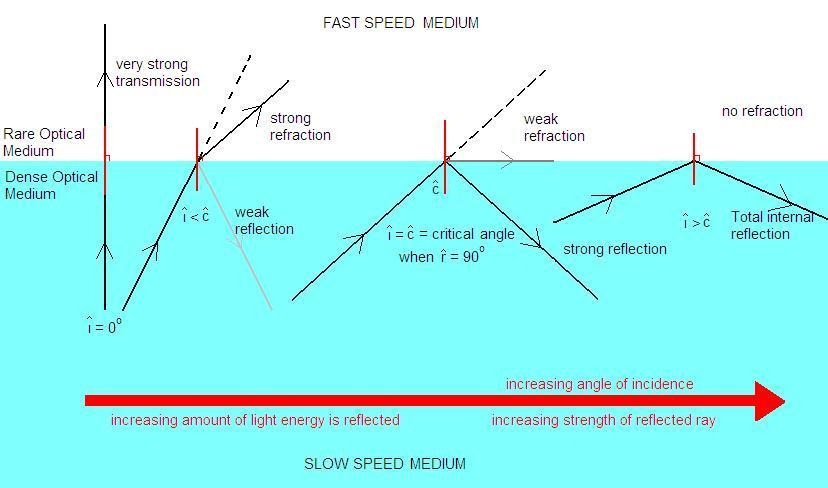 FAST SPEED MEDIUM
very strong
transmission
strong
refraction
weak
refraction
no refraction
Rare Optical
Medium
Dense Optical
Medium
î < ĉ
weak
reflection
ĉ
î = ĉ = critical angle
when r̂ = 90°
strong reflection
î > ĉ
Total internal
reflection
î = 0°
increasing angle of incidence
increasing amount of light energy is reflected
increasing strength of reflected ray
SLOW SPEED MEDIUM